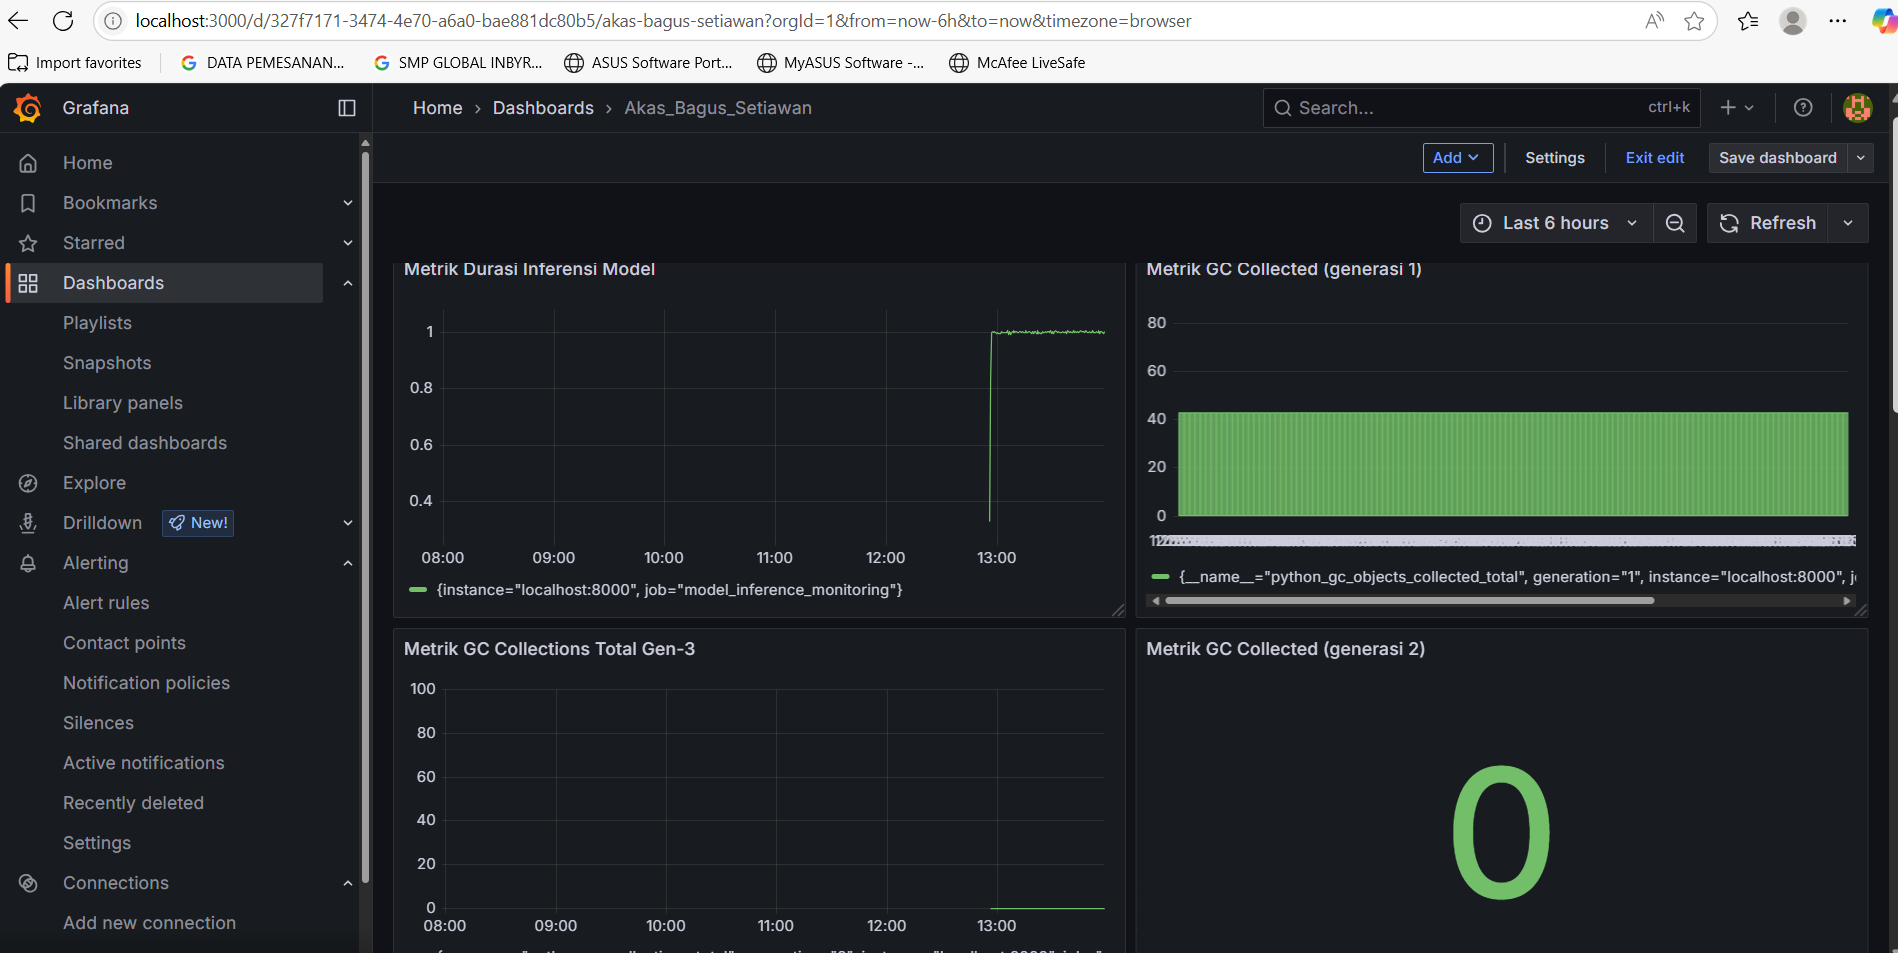 localhost:3000/d/327f7171-3474-4e70-a6a0-bae881dc80b5/akas-bagus-setiawan?orgId=1&from=now-6h&to=now&timezone=browser
Import favorites
DATA PEMESANAN...
SMP GLOBAL INBYR...
ASUS Software Port...
MyASUS Software -...
McAfee LiveSafe
Grafana
Home › Dashboards › Akas_Bagus_Setiawan
Search... ctrl+k
Add
Settings
Exit edit
Save dashboard
Last 6 hours
Refresh
Home
Bookmarks
Starred
Dashboards
Playlists
Snapshots
Library panels
Shared dashboards
Explore
Drilldown New!
Alerting
Alert rules
Contact points
Notification policies
Silences
Active notifications
Recently deleted
Settings
Connections
Add new connection
Metrik Durasi Inferensi Model
1
0.8
0.6
0.4
08:00 09:00 10:00 11:00 12:00 13:00
{instance="localhost:8000", job="model_inference_monitoring"}
Metrik GC Collected (generasi 1)
80
60
40
20
0
{__name__="python_gc_objects_collected_total", generation="1", instance="localhost:8000",
Metrik GC Collections Total Gen-3
100
80
60
40
20
0
08:00 09:00 10:00 11:00 12:00 13:00
Metrik GC Collected (generasi 2)
0